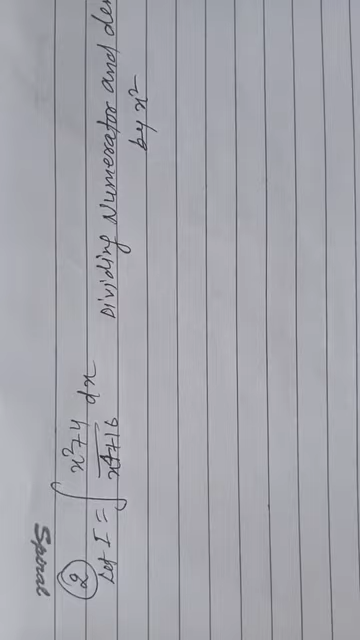 Spiral
② Let I = ∫ x²+4 / x⁴+16 dx Dividing Numerator and den
by x²